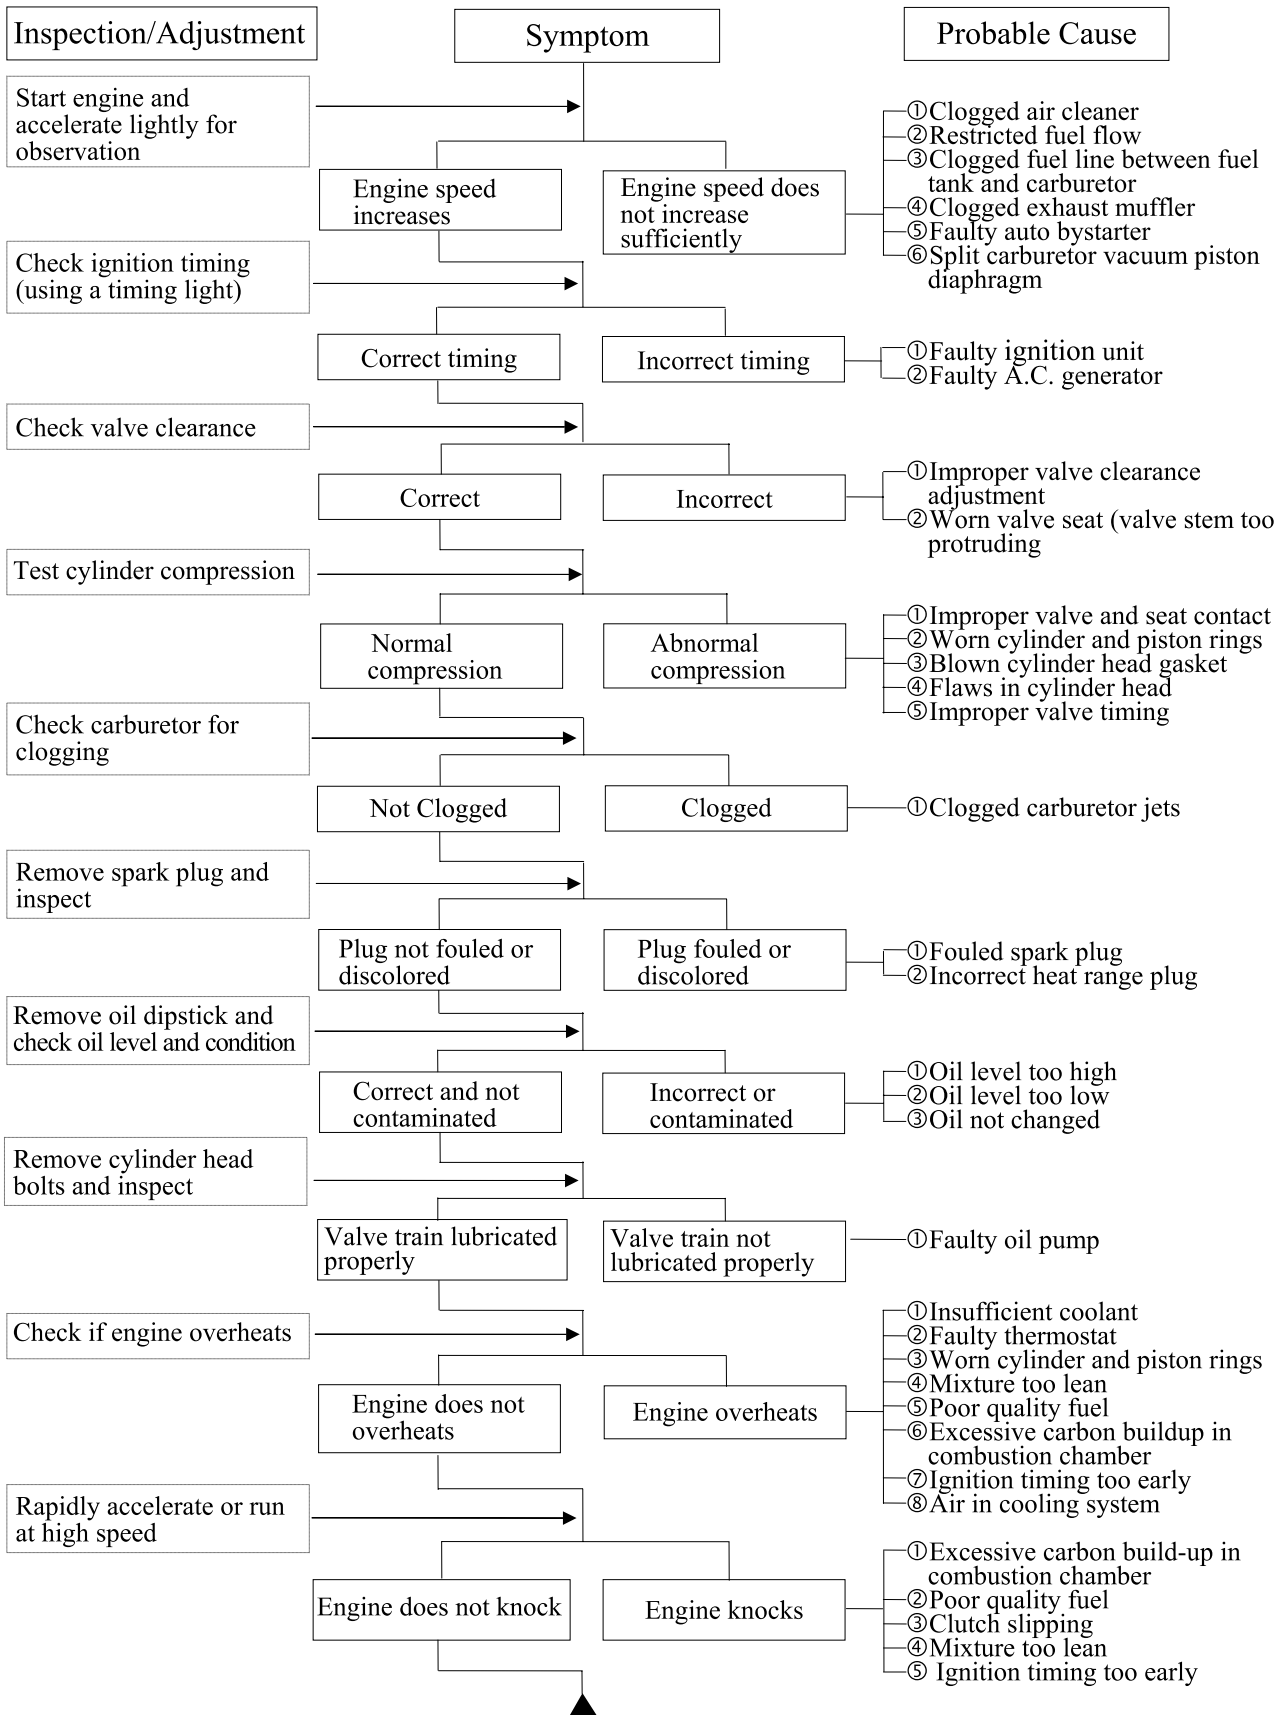 Inspection/Adjustment
Symptom
Probable Cause
Start engine and
accelerate lightly for
observation
Engine speed
increases
Engine speed does
not increase
sufficiently
①Clogged air cleaner
②Restricted fuel flow
③Clogged fuel line between fuel
tank and carburetor
④Clogged exhaust muffler
⑤Faulty auto bystarter
⑥Split carburetor vacuum piston
diaphragm
Check ignition timing
(using a timing light)
Correct timing
Incorrect timing
①Faulty ignition unit
②Faulty A.C. generator
Check valve clearance
Correct
Incorrect
①Improper valve clearance
adjustment
②Worn valve seat (valve stem too
protruding
Test cylinder compression
Normal
compression
Abnormal
compression
①Improper valve and seat contact
②Worn cylinder and piston rings
③Blown cylinder head gasket
④Flaws in cylinder head
⑤Improper valve timing
Check carburetor for
clogging
Not Clogged
Clogged
①Clogged carburetor jets
Remove spark plug and
inspect
Plug not fouled or
discolored
Plug fouled or
discolored
①Fouled spark plug
②Incorrect heat range plug
Remove oil dipstick and
check oil level and condition
Correct and not
contaminated
Incorrect or
contaminated
①Oil level too high
②Oil level too low
③Oil not changed
Remove cylinder head
bolts and inspect
Valve train lubricated
properly
Valve train not
lubricated properly
①Faulty oil pump
Check if engine overheats
Engine does not
overheats
Engine overheats
①Insufficient coolant
②Faulty thermostat
③Worn cylinder and piston rings
④Mixture too lean
⑤Poor quality fuel
⑥Excessive carbon buildup in
combustion chamber
⑦Ignition timing too early
⑧Air in cooling system
Rapidly accelerate or run
at high speed
Engine does not knock
Engine knocks
①Excessive carbon build-up in
combustion chamber
②Poor quality fuel
③Clutch slipping
④Mixture too lean
⑤ Ignition timing too early